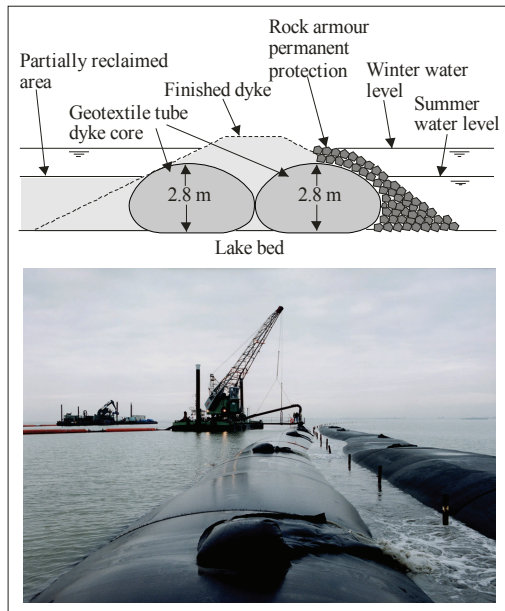 Rock armour
permanent
protection
Partially reclaimed
area
Winter water
level
Finished dyke
Summer
water level
Geotextile tube
dyke core
2.8 m
2.8 m
Lake bed